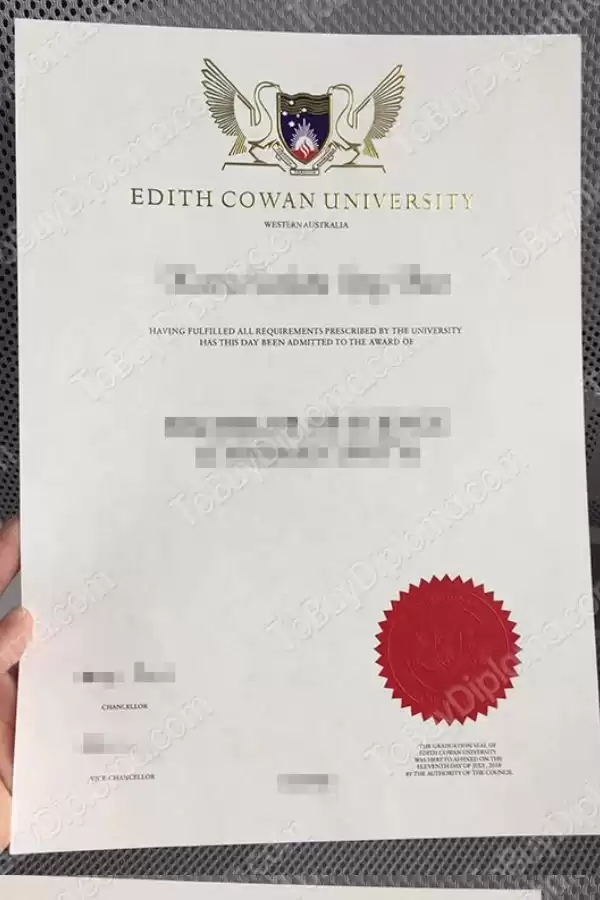 EDITH COWAN UNIVERSITY
WESTERN AUSTRALIA
HAVING FULFILLED ALL REQUIREMENTS PRESCRIBED BY THE UNIVERSITY
HAS THIS DAY BEEN ADMITTED TO THE AWARD OF
CHANCELLOR
VICE-CHANCELLOR
THE GRADUATION SEAL OF
EDITH COWAN UNIVERSITY
WAS HERETO AFFIXED ON THE
ELEVENTH DAY OF JULY, 2018
BY THE AUTHORITY OF THE COUNCIL
ToBuyDiploma.com